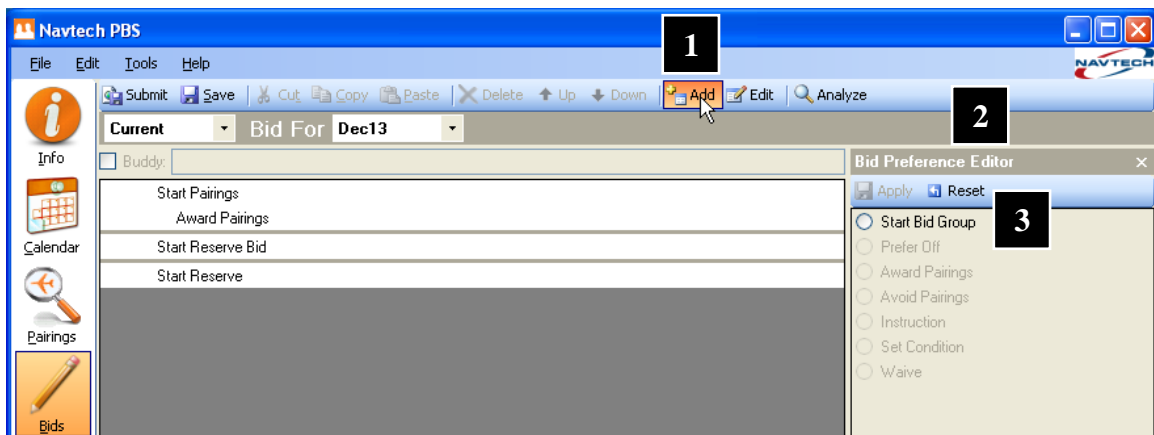 Navtech PBS
1
File Edit Tools Help
NAVTECH
Submit Save Cut Copy Paste Delete Up Down Add Edit Analyze
2
Current Bid For Dec13
Info
Buddy:
Bid Preference Editor
Start Pairings
Apply Reset
Award Pairings
Start Bid Group
3
Calendar
Start Reserve Bid
Prefer Off
Start Reserve
Award Pairings
Avoid Pairings
Instruction
Pairings
Set Condition
Waive
Bids